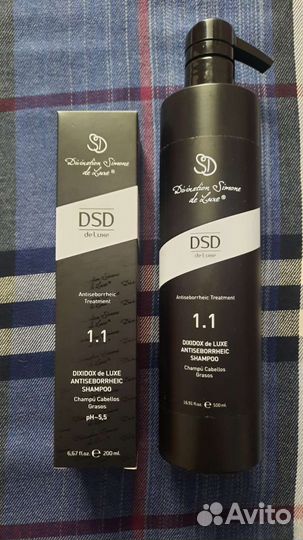 SD
Divination Simone
de Luxe®
DSD
de Luxe
Antiseborrheic
Treatment
1.1
DIXIDOX de LUXE
ANTISEBORRHEIC
SHAMPOO
Champú Cabellos
Grasos
pH~5,5
6,67 fl.oz. e 200 ml.
SD
Divination Simone
de Luxe®
DSD
de Luxe
Antiseborrheic Treatment
1.1
DIXIDOX de LUXE
ANTISEBORRHEIC
SHAMPOO
Champú Cabellos
Grasos
16.91 fl.oz. e 500 ml
Avito